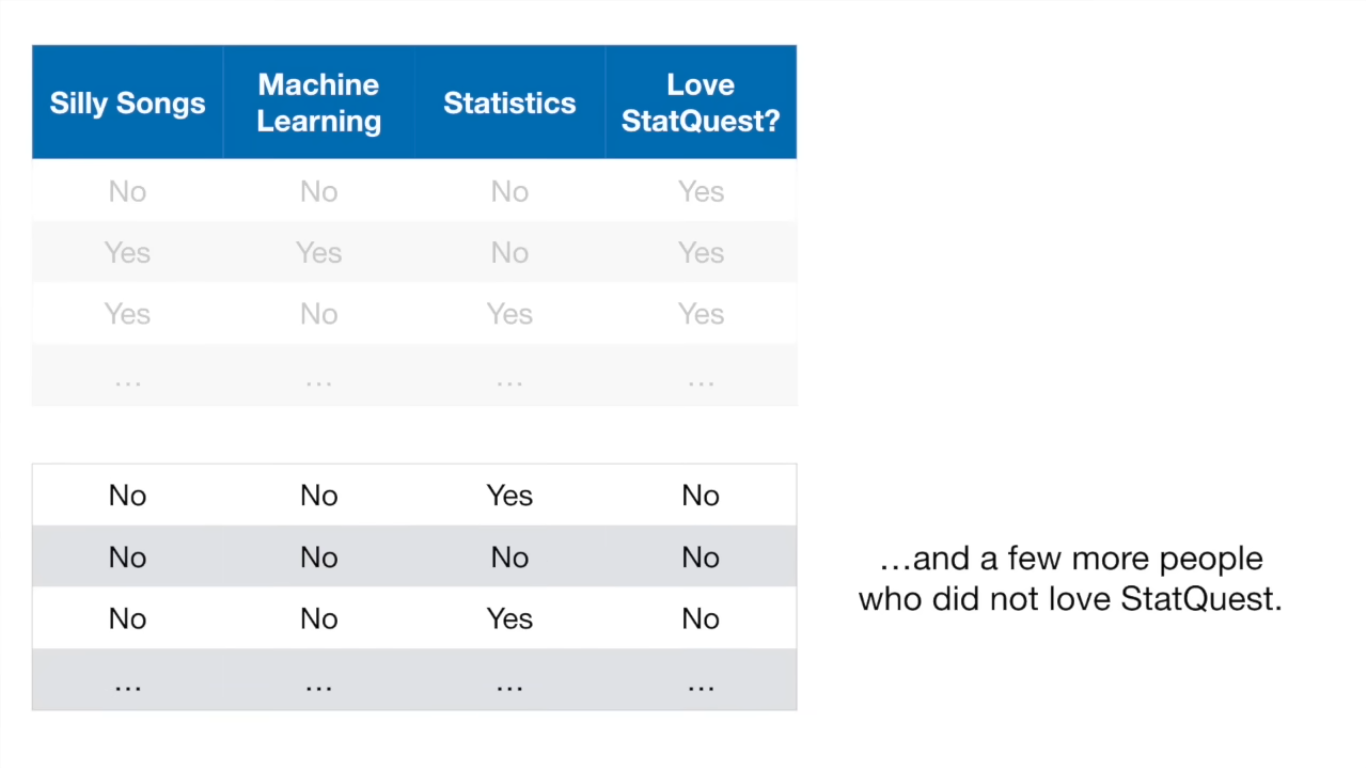 Silly Songs Machine Learning Statistics Love StatQuest?
No No No Yes
Yes Yes No Yes
Yes No Yes Yes
… … … …
No No Yes No
No No No No
No No Yes No
… … … …
…and a few more people
who did not love StatQuest.